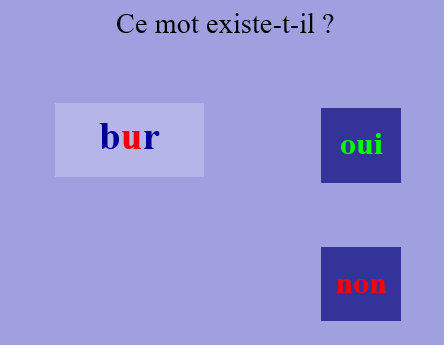 Ce mot existe-t-il ?
bur
oui
non